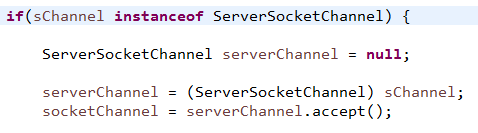 if(sChannel instanceof ServerSocketChannel) {
ServerSocketChannel serverChannel = null;
serverChannel = (ServerSocketChannel) sChannel;
socketChannel = serverChannel.accept();